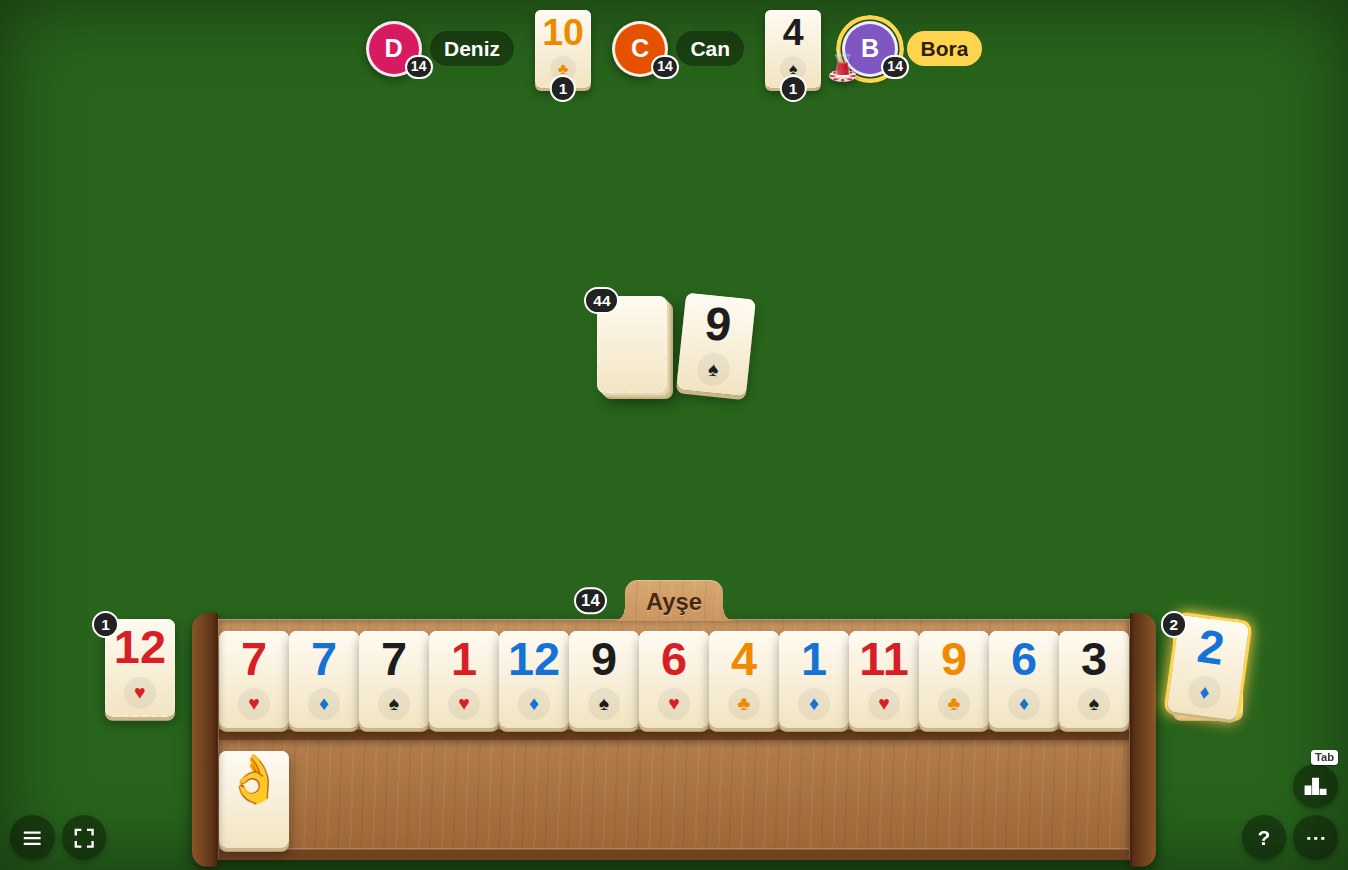 D 14 Deniz 10 ♣ 1 C 14 Can 4 ♠ 1 B 14 Bora
44 9 ♠
14 Ayşe
1 12 ♥
7 7 7 1 12 9 6 4 1 11 9 6 3
♥ ♦ ♠ ♥ ♦ ♠ ♥ ♣ ♦ ♥ ♣ ♦ ♠
2 2 ♦
👌
Tab
? ...